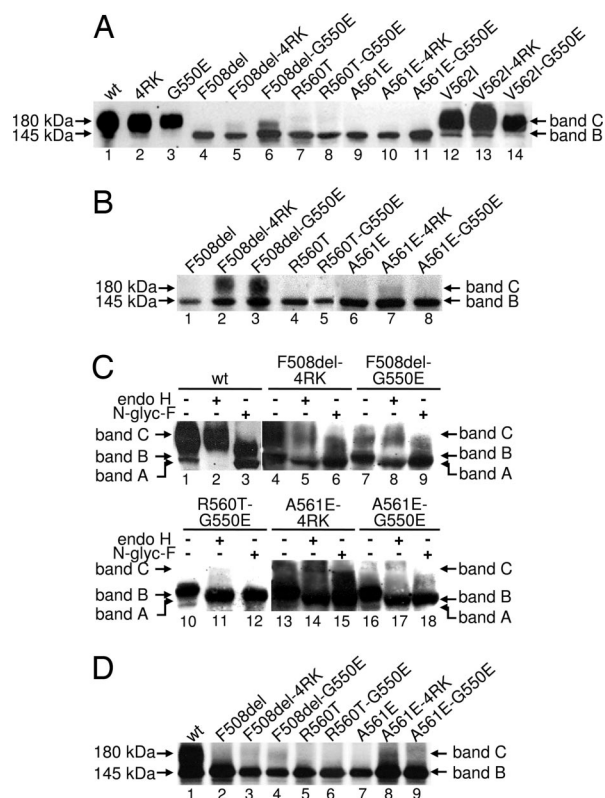 A
wt
4RK
G550E
F508del
F508del-4RK
F508del-G550E
R560T
R560T-G550E
A561E
A561E-4RK
A561E-G550E
V562I
V562I-4RK
V562I-G550E
180 kDa
band C
145 kDa
band B
1 2 3 4 5 6 7 8 9 10 11 12 13 14
B
F508del
F508del-4RK
F508del-G550E
R560T
R560T-G550E
A561E
A561E-4RK
A561E-G550E
180 kDa
band C
145 kDa
band B
1 2 3 4 5 6 7 8
C
wt
F508del-
4RK
F508del-
G550E
endo H - + - - + - - + -
N-glyc-F - - + - - + - - +
band C
band C
band B
band B
band A
band A
1 2 3 4 5 6 7 8 9
R560T-
G550E
A561E-
4RK
A561E-
G550E
endo H - + - - + - - + -
N-glyc-F - - + - - + - - +
band C
band C
band B
band B
band A
band A
10 11 12 13 14 15 16 17 18
D
wt
F508del
F508del-4RK
F508del-G550E
R560T
R560T-G550E
A561E
A561E-4RK
A561E-G550E
180 kDa
band C
145 kDa
band B
1 2 3 4 5 6 7 8 9